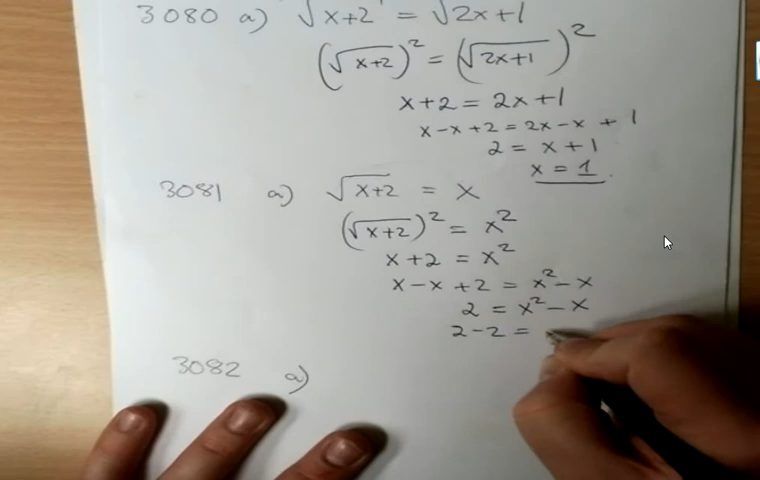 3080 a) √x+2 = √2x+1
(√x+2)² = (√2x+1)²
x+2 = 2x+1
x-x+2 = 2x-x + 1
2 = x+1
x = 1
3081 a) √x+2 = x
(√x+2)² = x²
x+2 = x²
x-x+2 = x²-x
2 = x²-x
2-2 =
3082 a)